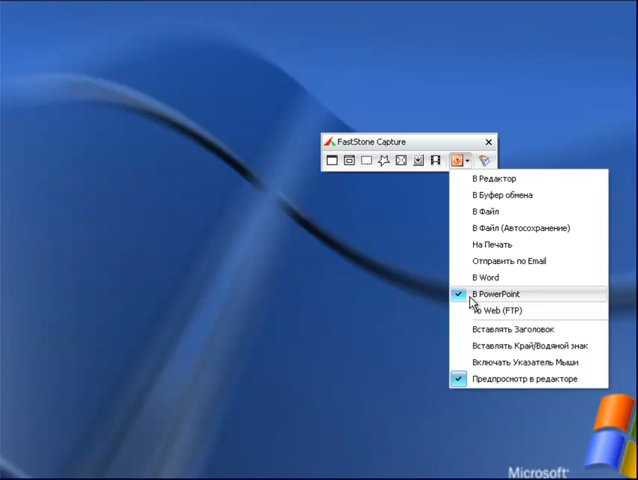 FastStone Capture
В Редактор
В Буфер обмена
В Файл
В Файл (Автосохранение)
На Печать
Отправить по Email
В Word
В PowerPoint
To Web (FTP)
Вставлять Заголовок
Вставлять Край/Водяной знак
Включать Указатель Мыши
Предпросмотр в редакторе
Microsoft